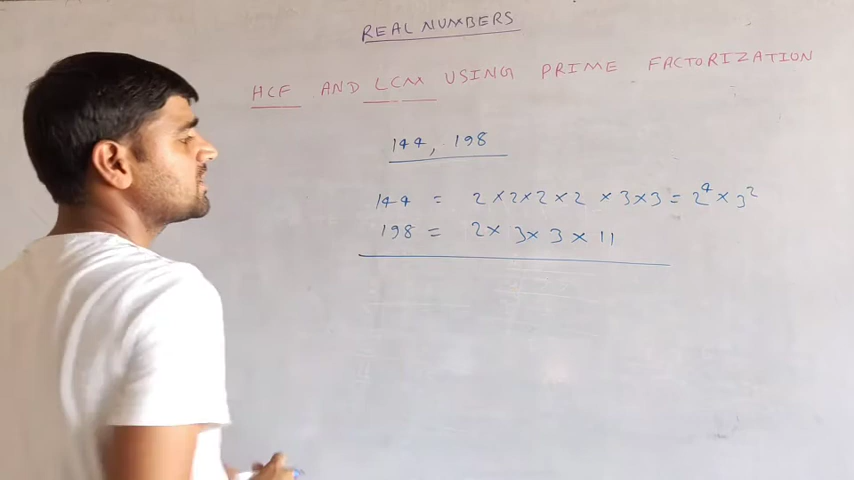 REAL NUMBERS
HCF AND LCM USING PRIME FACTORIZATION
144, 198
144 = 2×2×2×2 ×3×3 = 2⁴ × 3²
198 = 2× 3× 3 × 11